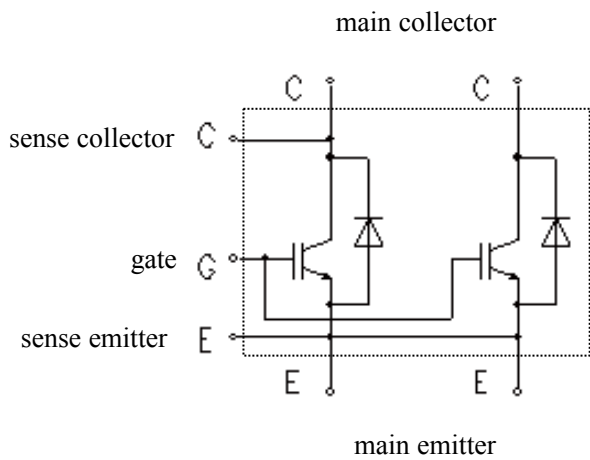 main collector
C C
sense collector C
gate G
sense emitter E
E E
main emitter